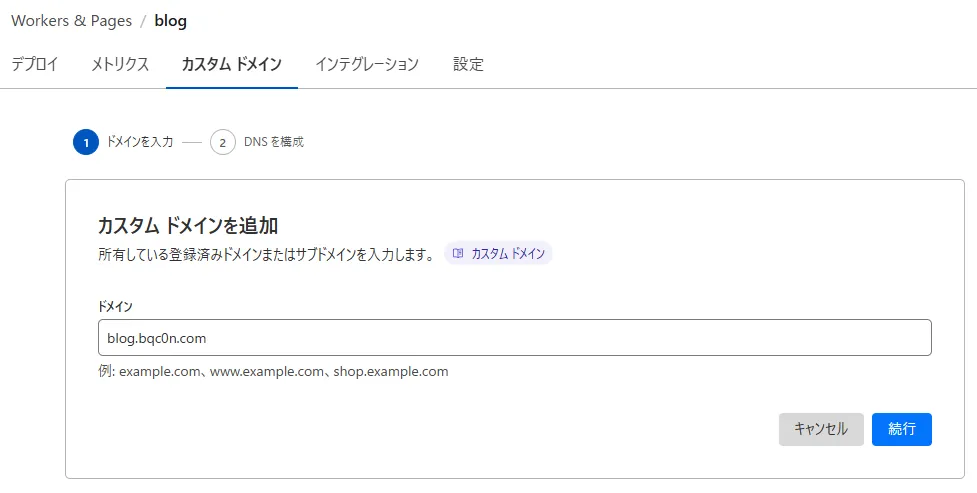 Workers & Pages / blog
デプロイ メトリクス カスタム ドメイン インテグレーション 設定
1 ドメインを入力 2 DNS を構成
カスタム ドメインを追加
所有している登録済みドメインまたはサブドメインを入力します。 カスタム ドメイン
ドメイン
blog.bqc0n.com
例: example.com、www.example.com、shop.example.com
キャンセル 続行